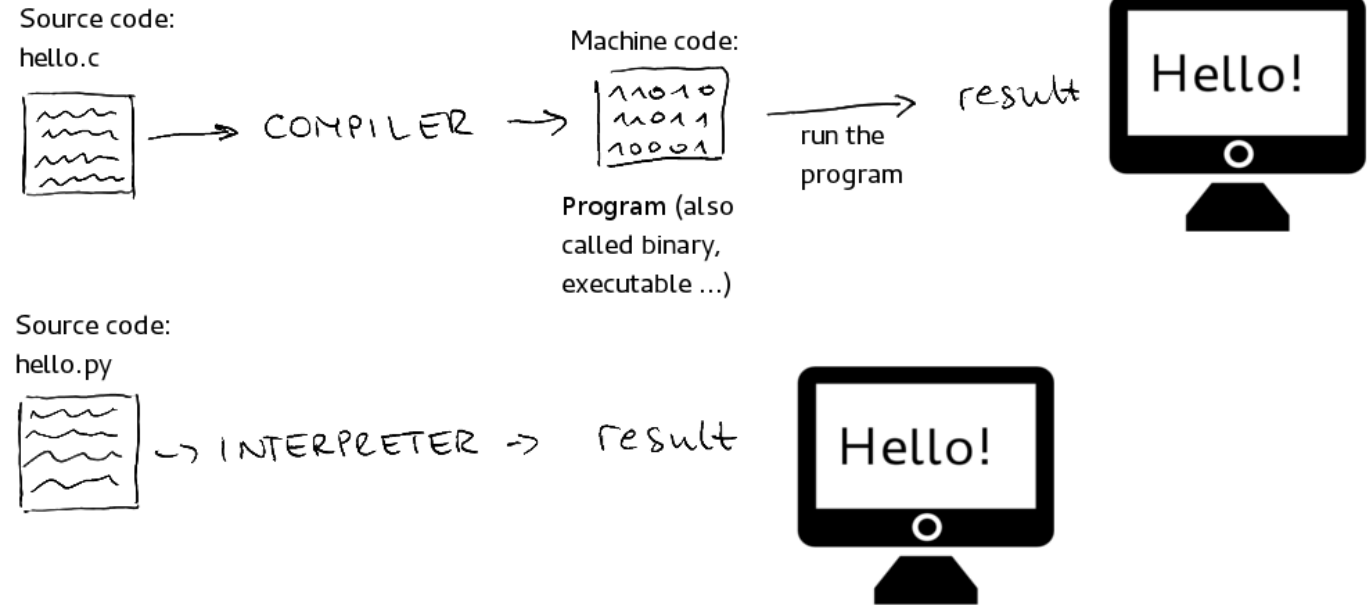 Source code:
hello.c
COMPILER
Machine code:
11010
11011
10001
Program (also
called binary,
executable ...)
run the
program
result
Hello!
Source code:
hello.py
INTERPRETER
result
Hello!